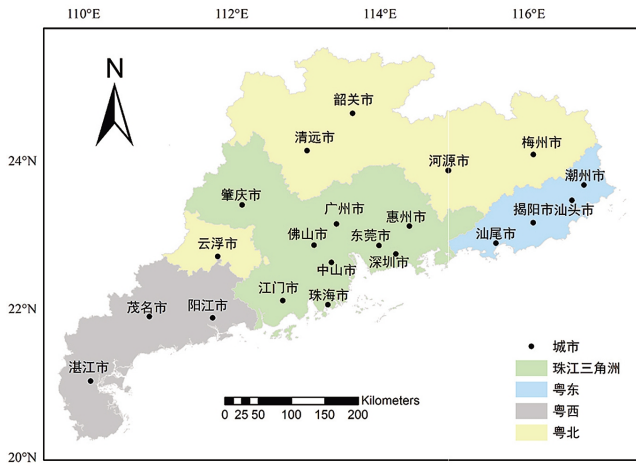 110°E 112°E 114°E 116°E
N
韶关市
清远市
梅州市
24°N
河源市
潮州市
肇庆市
广州市
惠州市
揭阳市汕头市
云浮市
佛山市
东莞市
汕尾市
中山市
深圳市
江门市
珠海市
22°N
茂名市
阳江市
城市
湛江市
珠江三角洲
粤东
0 25 50 100 150 200 Kilometers
粤西
粤北
20°N